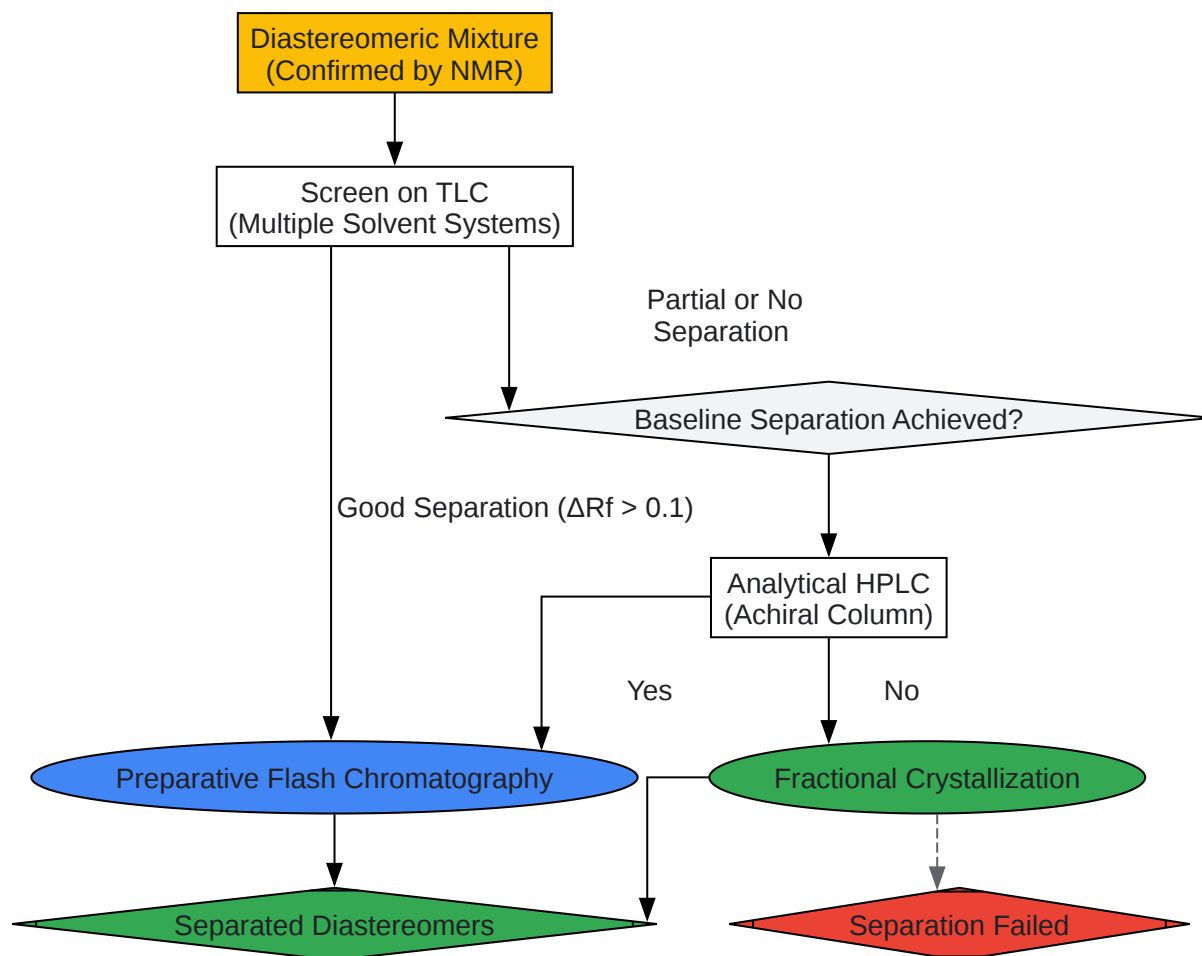 Diastereomeric Mixture
(Confirmed by NMR)
Screen on TLC
(Multiple Solvent Systems)
Partial or No
Separation
Baseline Separation Achieved?
Good Separation (ΔRf > 0.1)
Analytical HPLC
(Achiral Column)
Yes
No
Preparative Flash Chromatography
Fractional Crystallization
Separated Diastereomers
Separation Failed